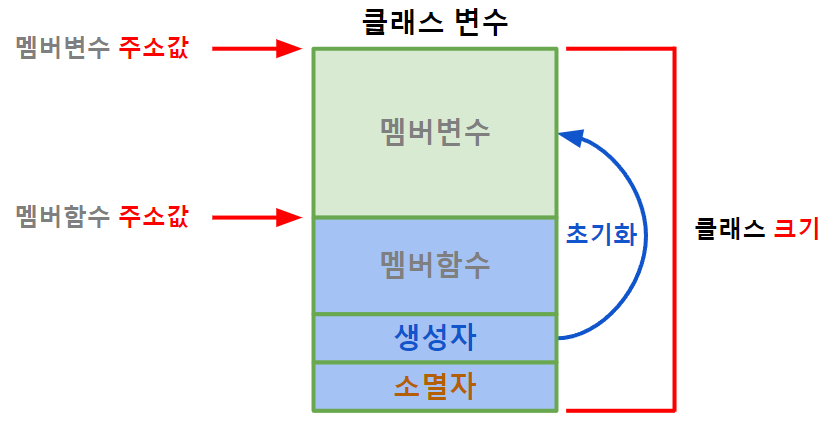 클래스 변수
멤버변수 주소값
멤버변수
멤버함수 주소값
초기화
클래스 크기
멤버함수
생성자
소멸자